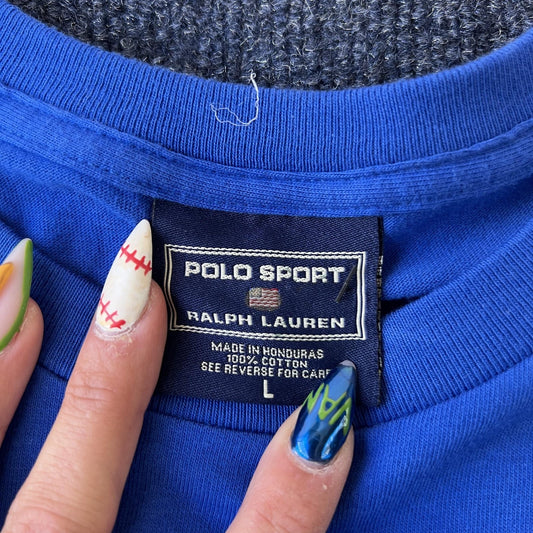 POLO SPORT
RALPH LAUREN
MADE IN HONDURAS
100% COTTON
SEE REVERSE FOR CARE
L